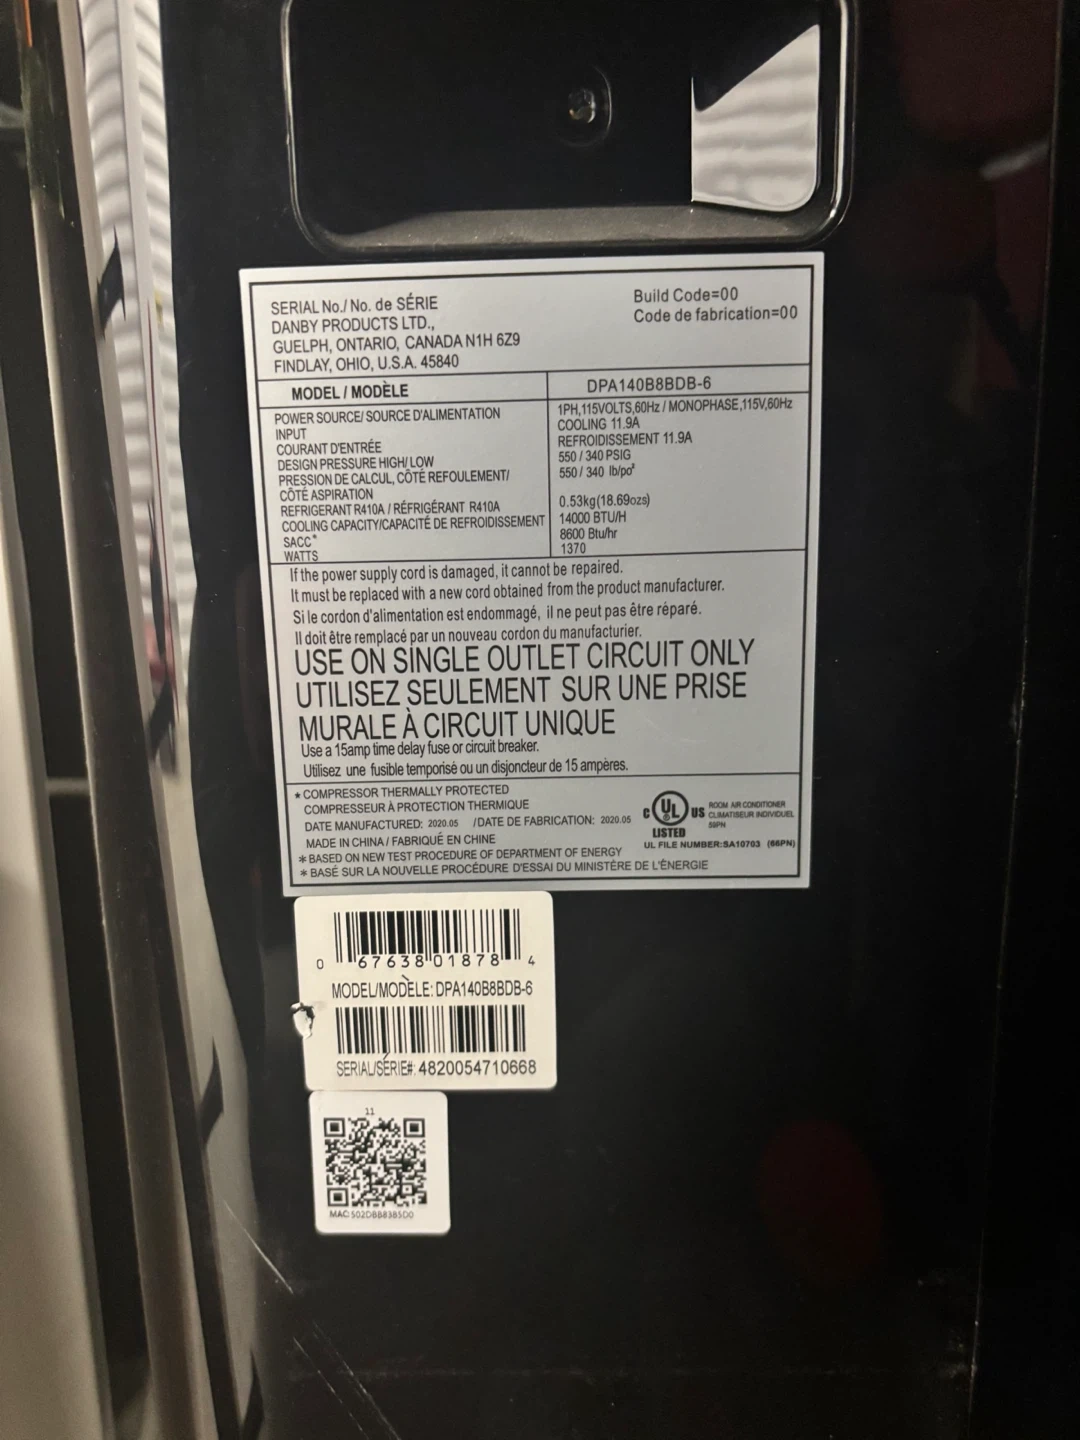 SERIAL No./ No. de SÉRIE
DANBY PRODUCTS LTD.,
GUELPH, ONTARIO, CANADA N1H 6Z9
FINDLAY, OHIO, U.S.A. 45840
Build Code=00
Code de fabrication=00
MODEL / MODÈLE DPA140B8BDB-6
POWER SOURCE/ SOURCE D'ALIMENTATION 1PH,115VOLTS,60Hz / MONOPHASE,115V,60Hz
INPUT COOLING 11.9A
COURANT D'ENTRÉE REFROIDISSEMENT 11.9A
DESIGN PRESSURE HIGH/ LOW 550 / 340 PSIG
PRESSION DE CALCUL, CÔTÉ REFOULEMENT/ 550 / 340 lb/po²
CÔTÉ ASPIRATION
REFRIGERANT R410A / RÉFRIGÉRANT R410A 0.53kg(18.69ozs)
COOLING CAPACITY/CAPACITÉ DE REFROIDISSEMENT 14000 BTU/H
SACC* 8600 Btu/hr
WATTS 1370
If the power supply cord is damaged, it cannot be repaired.
It must be replaced with a new cord obtained from the product manufacturer.
Si le cordon d'alimentation est endommagé, il ne peut pas être réparé.
Il doit être remplacé par un nouveau cordon du manufacturier.
USE ON SINGLE OUTLET CIRCUIT ONLY
UTILISEZ SEULEMENT SUR UNE PRISE
MURALE À CIRCUIT UNIQUE
Use a 15amp time delay fuse or circuit breaker.
Utilisez une fusible temporisé ou un disjoncteur de 15 ampères.
* COMPRESSOR THERMALLY PROTECTED
COMPRESSEUR À PROTECTION THERMIQUE
DATE MANUFACTURED: 2020.05 /DATE DE FABRICATION: 2020.05
MADE IN CHINA / FABRIQUÉ EN CHINE
* BASED ON NEW TEST PROCEDURE OF DEPARTMENT OF ENERGY
* BASÉ SUR LA NOUVELLE PROCÉDURE D'ESSAI DU MINISTÈRE DE L'ÉNERGIE
C UL US
LISTED
ROOM AIR CONDITIONER
CLIMATISEUR INDIVIDUEL
59PN
UL FILE NUMBER:SA10703 (66PN)
0 67638 01878 4
MODEL/MODÈLE: DPA140B8BDB-6
SERIAL/SÉRIE#: 4820054710668
11